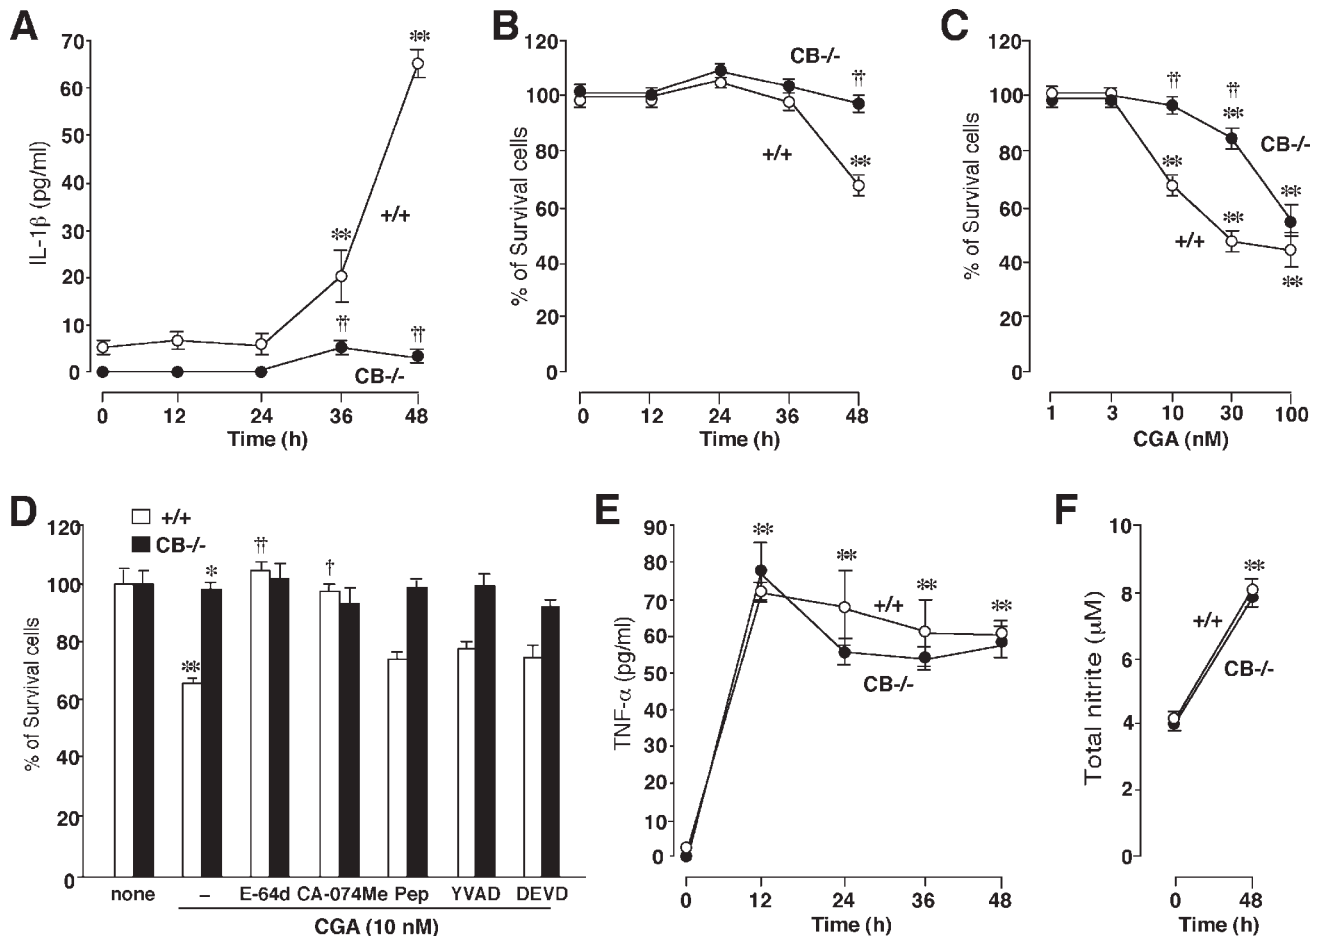 A
70
60
50
40
30
20
10
0
IL-1β (pg/ml)
**
**
+/+
††
††
CB-/-
0 12 24 36 48
Time (h)
B
120
100
80
60
40
20
0
% of Survival cells
CB-/-
††
+/+
**
0 12 24 36 48
Time (h)
C
120
100
80
60
40
20
0
% of Survival cells
††
††
**
CB-/-
**
**
+/+
**
**
1 3 10 30 100
CGA (nM)
D
120
100
80
60
40
20
0
% of Survival cells
+/+
CB-/-
**
*
††
†
none – E-64d CA-074Me Pep YVAD DEVD
CGA (10 nM)
E
90
80
70
60
50
40
30
20
10
0
TNF-α (pg/ml)
**
**
**
**
+/+
CB-/-
0 12 24 36 48
Time (h)
F
10
8
6
4
2
0
Total nitrite (μM)
**
+/+
CB-/-
0 48
Time (h)